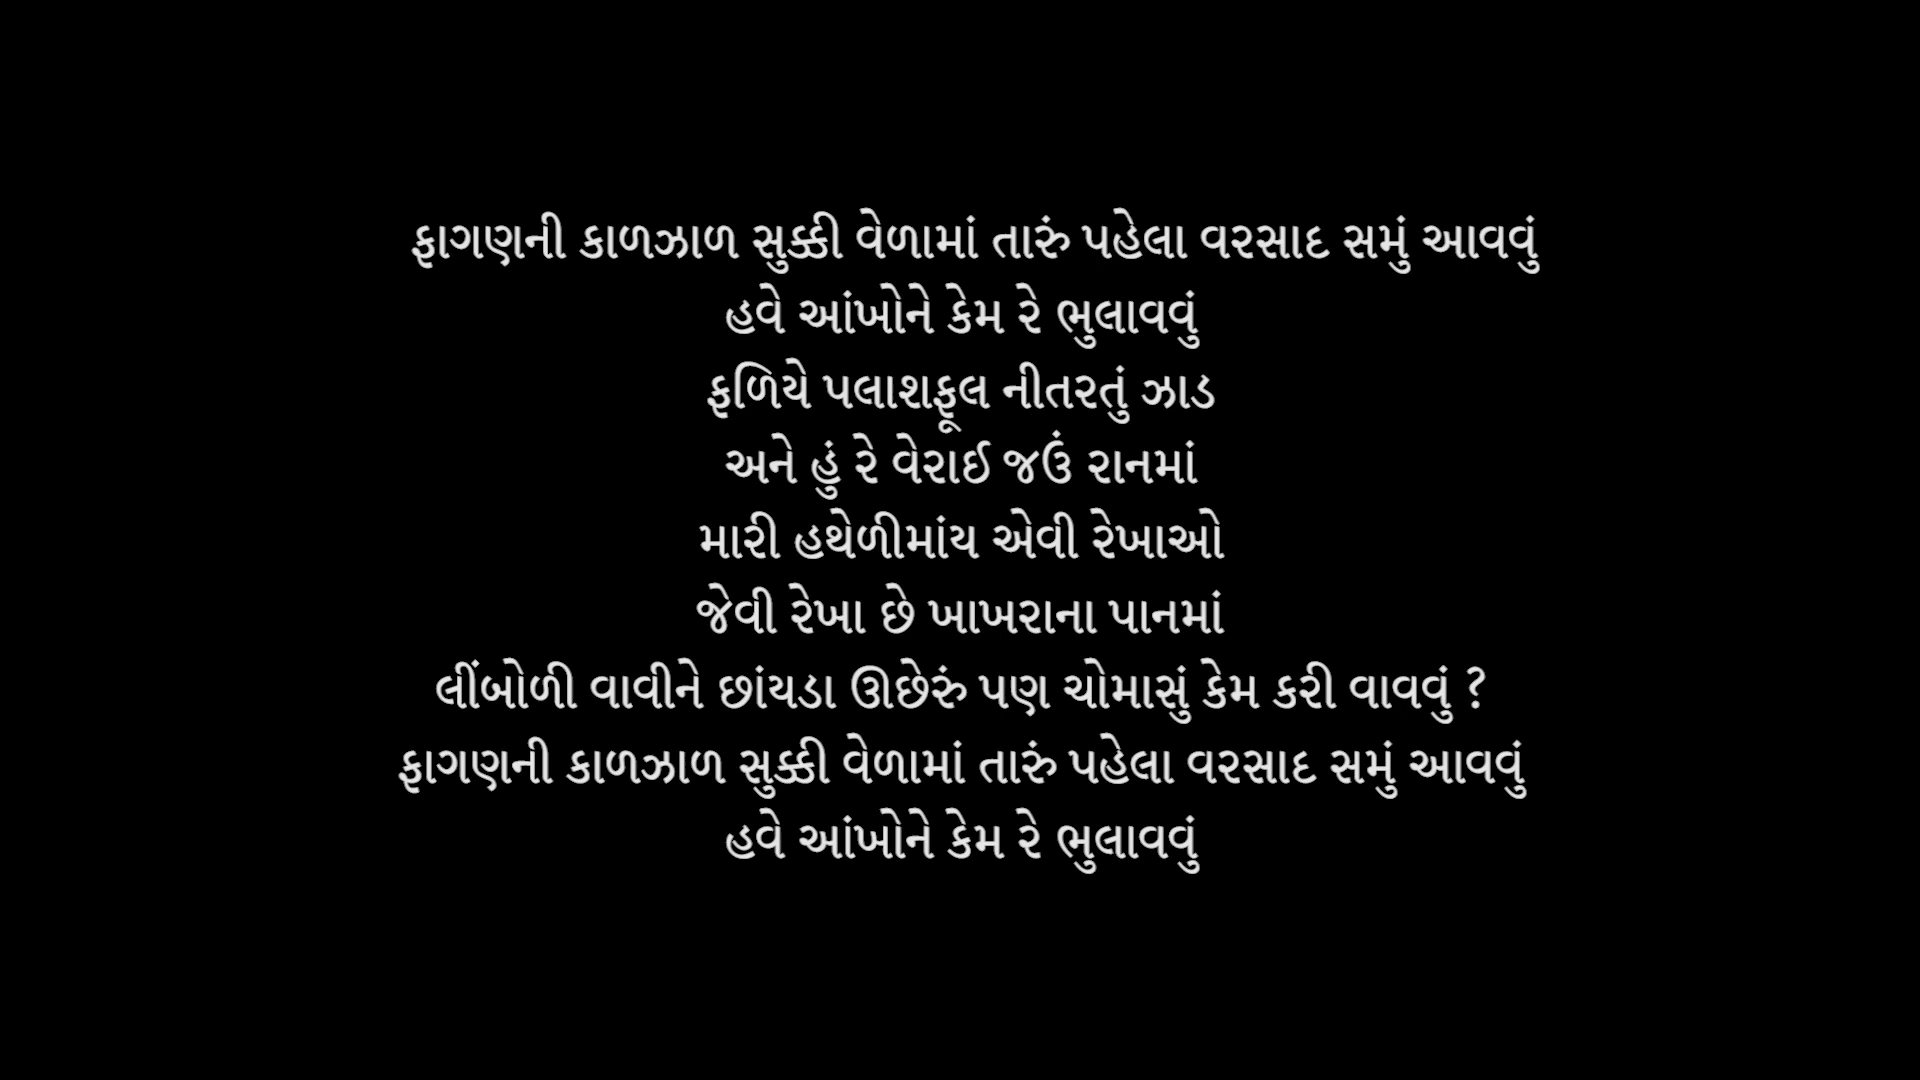 ફાગણની કાળઝાળ સુક્કી વેળામાં તારું પહેલા વરસાદ સમું આવવું
હવે આંખોને કેમ રે ભુલાવવું
ફળિયે પલાશફૂલ નીતરતું ઝાડ
અને હું રે વેરાઈ જઉં રાનમાં
મારી હથેળીમાંય એવી રેખાઓ
જેવી રેખા છે ખાખરાના પાનમાં
લીંબોળી વાવીને છાંયડા ઊછેરું પણ ચોમાસું કેમ કરી વાવવું ?
ફાગણની કાળઝાળ સુક્કી વેળામાં તારું પહેલા વરસાદ સમું આવવું
હવે આંખોને કેમ રે ભુલાવવું